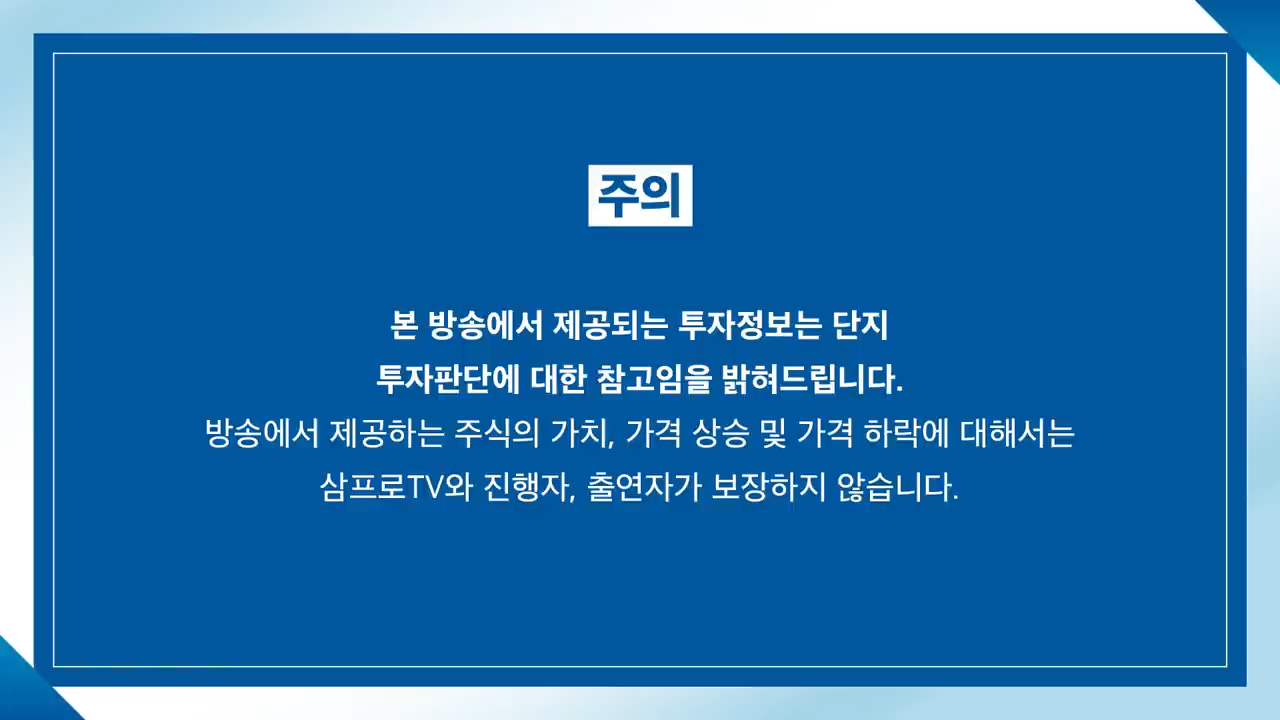 주의
본 방송에서 제공되는 투자정보는 단지
투자판단에 대한 참고임을 밝혀드립니다.
방송에서 제공하는 주식의 가치, 가격 상승 및 가격 하락에 대해서는
삼프로TV와 진행자, 출연자가 보장하지 않습니다.